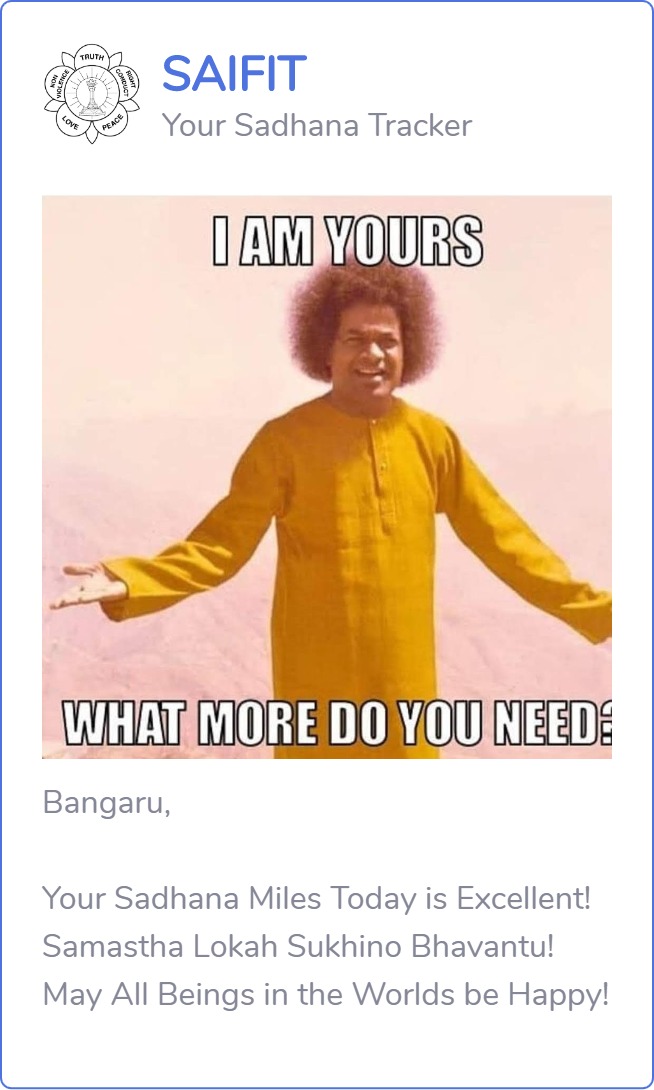 TRUTH
RIGHT CONDUCT
PEACE
LOVE
NON VIOLENCE
SAIFIT
Your Sadhana Tracker
I AM YOURS
WHAT MORE DO YOU NEED?
Bangaru,
Your Sadhana Miles Today is Excellent!
Samastha Lokah Sukhino Bhavantu!
May All Beings in the Worlds be Happy!